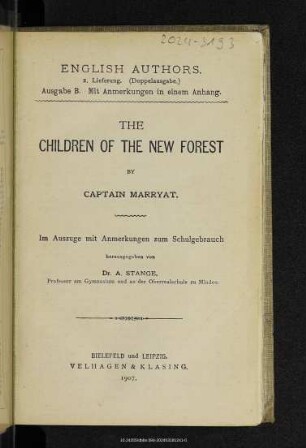 2024-3193
ENGLISH AUTHORS.
2. Lieferung. (Doppelausgabe.)
Ausgabe B. Mit Anmerkungen in einem Anhang.
THE
CHILDREN OF THE NEW FOREST
BY
CAPTAIN MARRYAT.
Im Auszuge mit Anmerkungen zum Schulgebrauch
herausgegeben von
Dr. A. STANGE,
Professor am Gymnasium und an der Oberrealschule zu Minden
BIELEFELD und LEIPZIG.
VELHAGEN & KLASING.
1907.